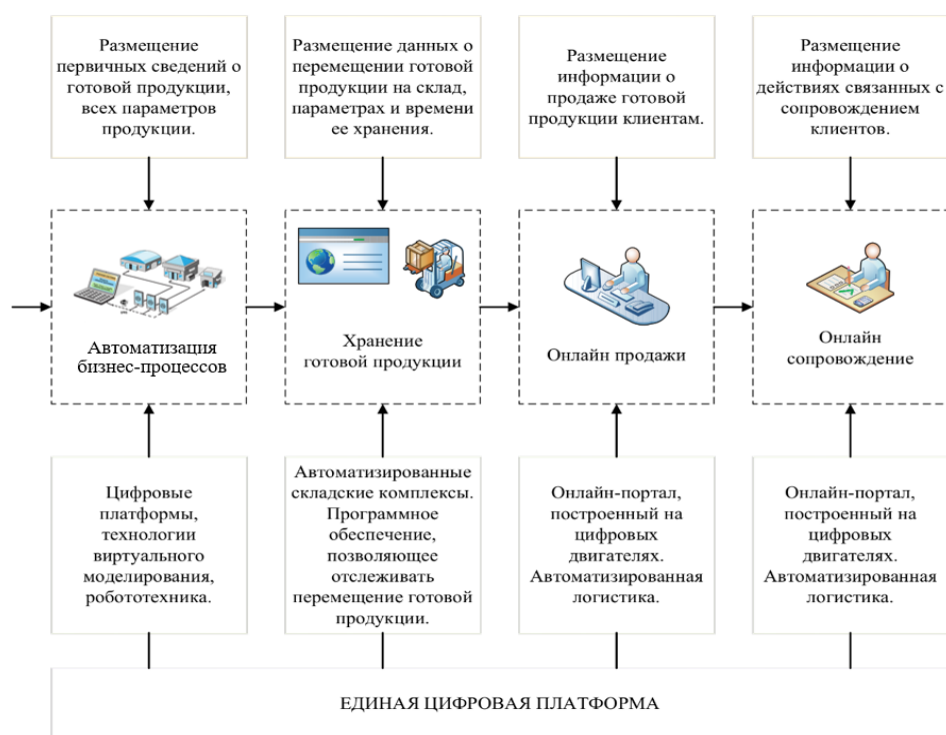 Размещение
первичных сведений о
готовой продукции,
всех параметров
продукции.
Размещение данных о
перемещении готовой
продукции на склад,
параметрах и времени
ее хранения.
Размещение
информации о
продаже готовой
продукции клиентам.
Размещение
информации о
действиях связанных с
сопровождением
клиентов.
Автоматизация
бизнес-процессов
Хранение
готовой продукции
Онлайн продажи
Онлайн
сопровождение
Цифровые
платформы,
технологии
виртуального
моделирования,
робототехника.
Автоматизированные
складские комплексы.
Программное
обеспечение,
позволяющее
отслеживать
перемещение готовой
продукции.
Онлайн-портал,
построенный на
цифровых
двигателях.
Автоматизированная
логистика.
Онлайн-портал,
построенный на
цифровых
двигателях.
Автоматизированная
логистика.
ЕДИНАЯ ЦИФРОВАЯ ПЛАТФОРМА